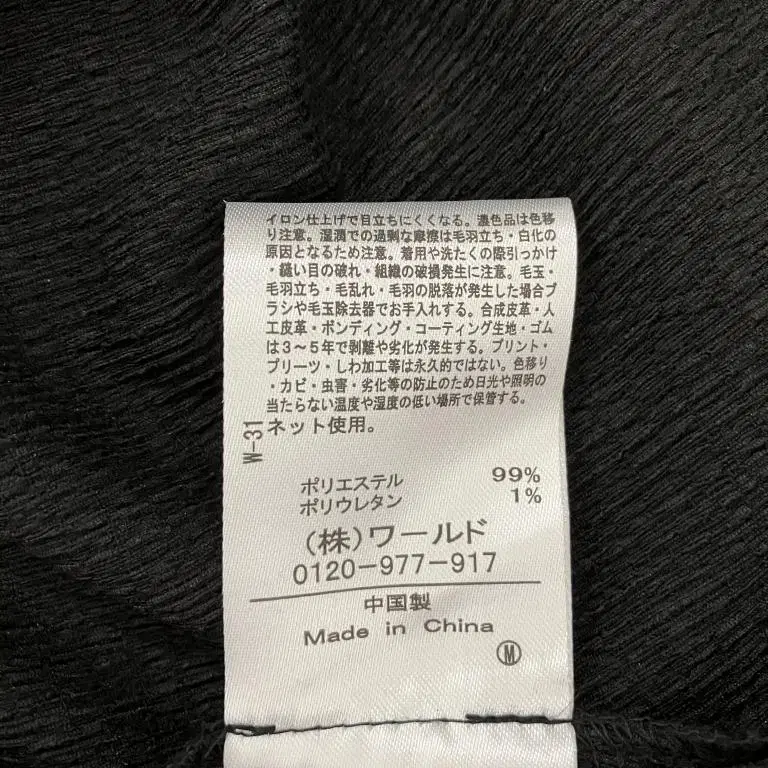 イロン仕上げで目立ちにくくなる。濃色品は色移
り注意。湿潤での過剰な摩擦は毛羽立ち・白化の
原因となるため注意。着用や洗たくの際引っかけ
・縫い目の破れ・組織の破損発生に注意。毛玉・
毛羽立ち・毛乱れ・毛羽の脱落が発生した場合ブ
ラシや毛玉除去器でお手入れする。合成皮革・人
工皮革・ボンディング・コーティング生地・ゴム
は3～5年で剥離や劣化が発生する。プリント・
プリーツ・しわ加工等は永久的ではない。色移り
・カビ・虫害・劣化等の防止のため日光や照明の
当たらない温度や湿度の低い場所で保管する。
ネット使用。
W-31
ポリエステル 99%
ポリウレタン 1%
(株)ワールド
0120-977-917
中国製
Made in China
M